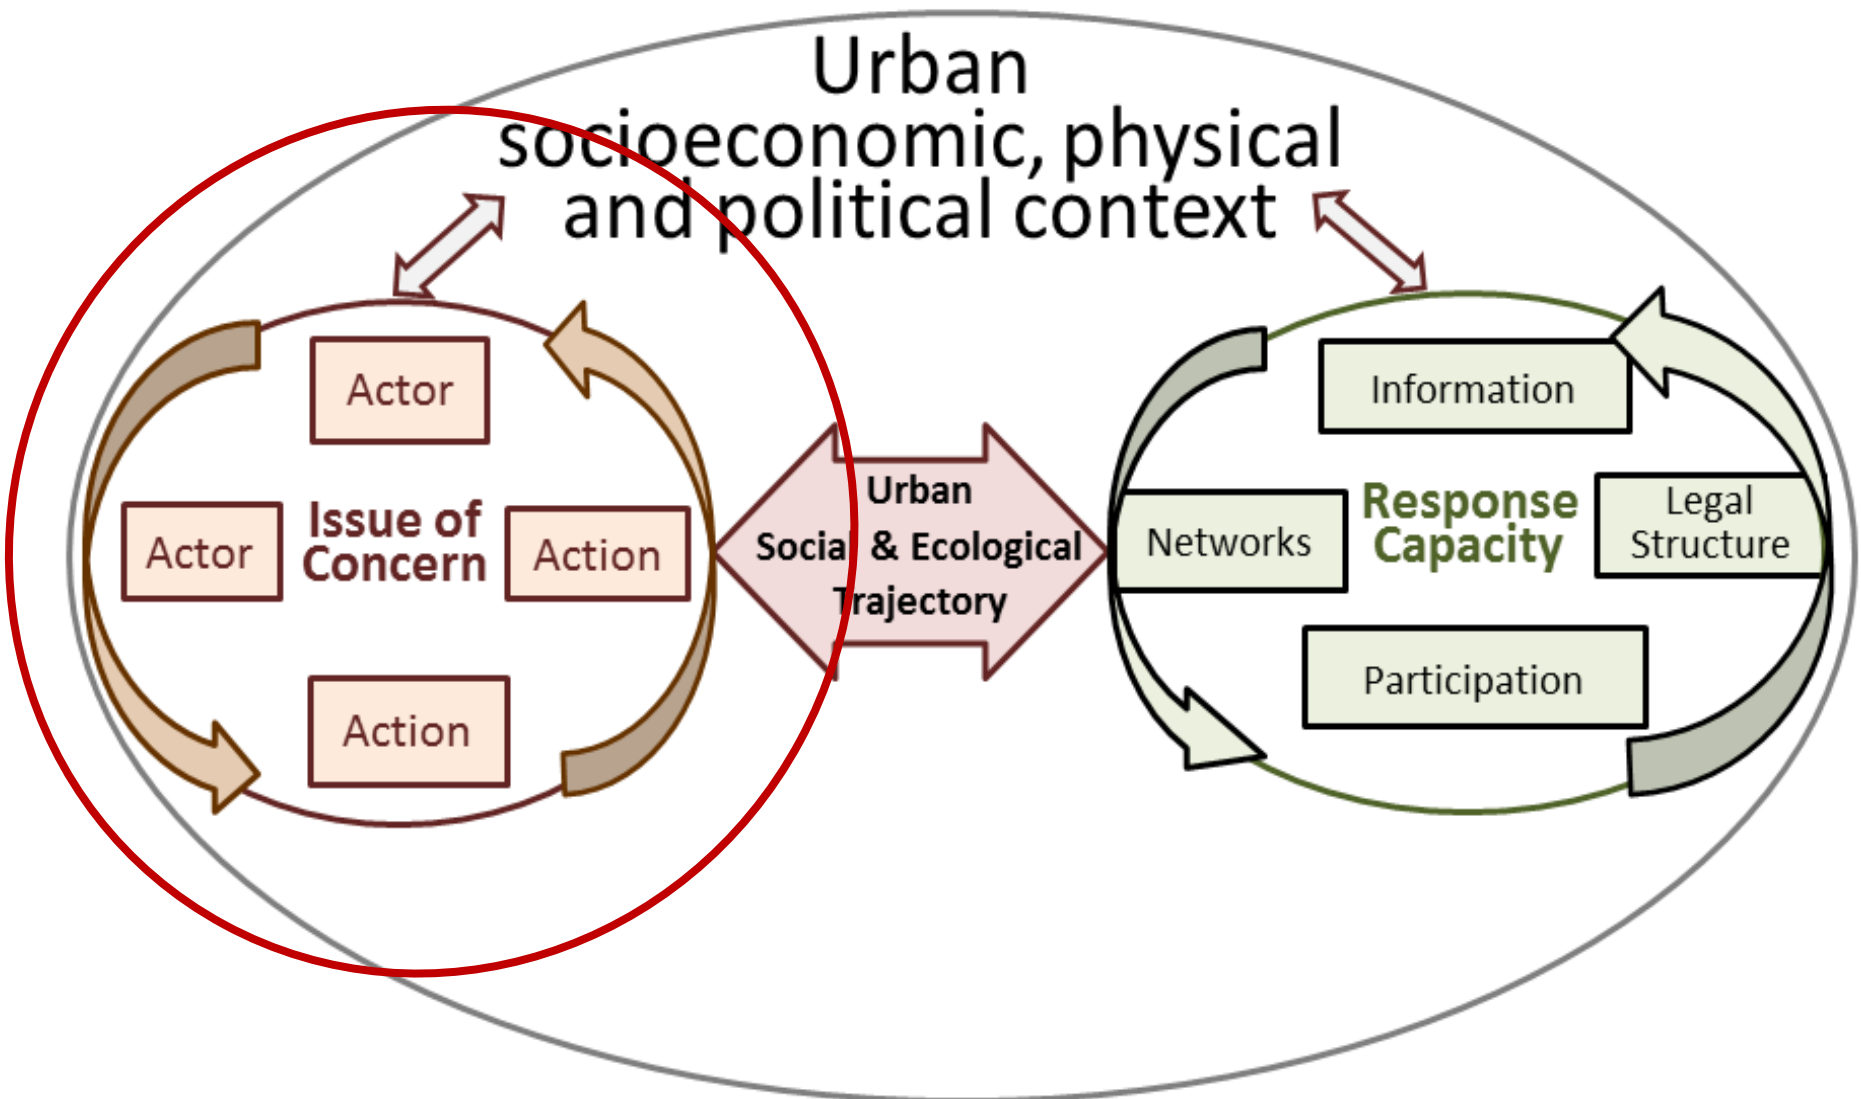 Urban
socioeconomic, physical
and political context
Actor
Actor
Issue of
Concern
Action
Action
Urban
Social & Ecological
Trajectory
Information
Networks
Response
Capacity
Legal
Structure
Participation